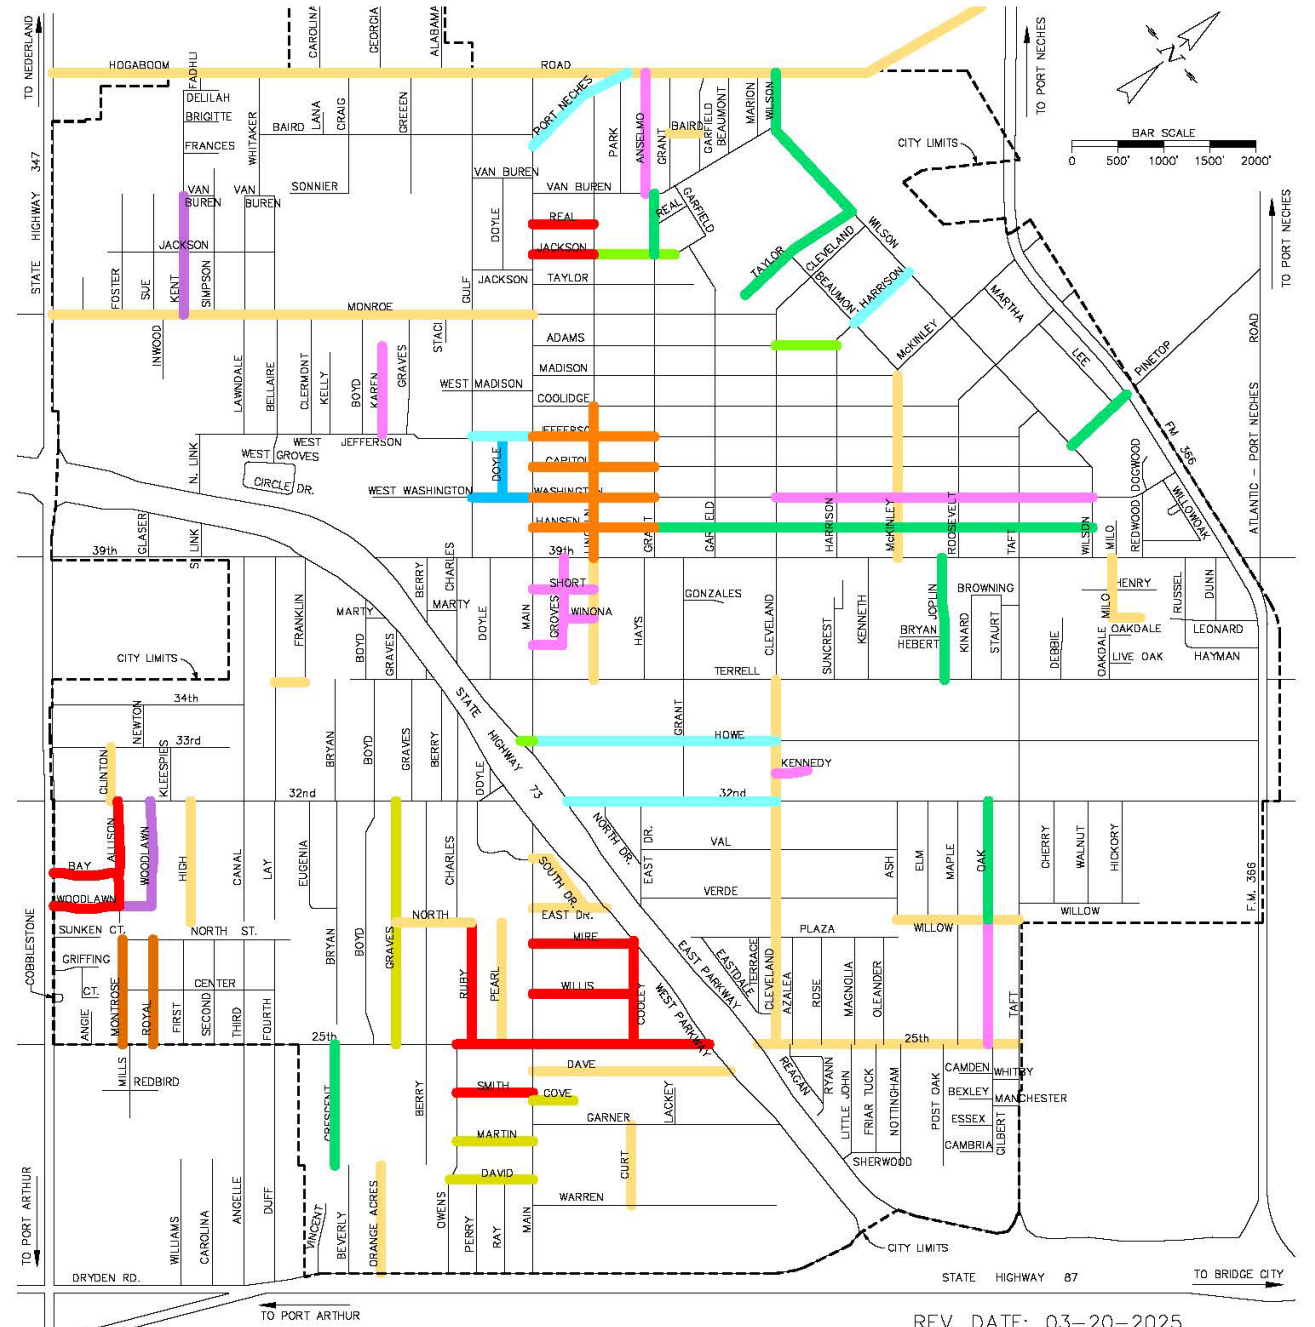 TO NEDERLAND
CAROLINA
GEORGIA
ALABAMA
TO PORT NECHES
N
HOGABOOM
ROAD
FADHLI
DELILAH
BRIGITTE
LANA
CRAIG
GREEEN
BAIRD
WHITAKER
FRANCES
PORT NECHES
PARK
ANSELMO
GRANT
BAIRD
GARFIELD
BEAUMONT
MARION
WILSON
CITY LIMITS
BAR SCALE
0 500' 1000' 1500' 2000'
STATE HIGHWAY 347
VAN BUREN
VAN BUREN
SONNIER
VAN BUREN
VAN BUREN
DOYLE
REAL
REAL
GARFIELD
JACKSON
JACKSON
JACKSON
TAYLOR
TAYLOR
CLEVELAND
WILSON
BEAUMONT
HARRISON
TO PORT NECHES
FOSTER
SUE
KENT
SIMPSON
GULF
MONROE
MARTHA
McKINLEY
ATLANTIC - PORT NECHES ROAD
INWOOD
LAWNDALE
BELLAIRE
CLERMONT
KELLY
BOYD
KAREN
GRAVES
STACI
ADAMS
MADISON
WEST MADISON
COOLIDGE
LEE
PINETOP
FM 366
N. LINK
WEST JEFFERSON
WEST GROVES
CIRCLE DR.
WEST WASHINGTON
DOYLE
JEFFERSO
CAPITO
WASHINGTON
HANSEN
HARRISON
McKINLEY
ROOSEVELT
TAFT
WILSON
MILO
REDWOOD
DOGWOOD
WILLOWOAK
GLASER
S. LINK
39th
39th
BERRY
CHARLES
SHORT
WINONA
GROVES
MAIN
FRANKLIN
MARTY
MARTY
BOYD
GRAVES
DOYLE
HAYS
GONZALES
CLEVELAND
SUNCREST
KENNETH
BRYAN
HEBERT
JOPLIN
KINARD
BROWNING
STAURT
DEBBIE
MILO
HENRY
OAKDALE
OAKDALE
LIVE OAK
RUSSEL
DUNN
LEONARD
HAYMAN
CITY LIMITS
TERRELL
34th
NEWTON
33rd
CLINTON
KLEESPIES
STATE HIGHWAY 73
GRANT
HOWE
KENNEDY
BRYAN
BOYD
GRAVES
BERRY
DOYLE
32nd
32nd
ALLISON
BAY
WOODLAWN
WOODLAWN
HIGH
CANAL
LAY
EUGENIA
CHARLES
SOUTH DR.
NORTH DR.
EAST DR.
EAST DR.
VAL
VERDE
ASH
ELM
MAPLE
OAK
CHERRY
WALNUT
HICKORY
WILLOW
WILLOW
F.M. 366
COBBLESTONE
SUNKEN CT.
NORTH ST.
NORTH
GRIFFING
CT.
ANGIE
MONTROSE
ROYAL
FIRST
SECOND
THIRD
FOURTH
CENTER
BRYAN
BOYD
GRAVES
RUBY
PEARL
MIRE
WILLIS
COOLEY
WEST PARKWAY
EAST PARKWAY
EASTDALE
TERRACE
CLEVELAND
AZALEA
ROSE
MAGNOLIA
OLEANDER
PLAZA
TAFT
25th
25th
MILLS
REDBIRD
CRESCENT
BERRY
SMITH
DAVE
COVE
GARNER
LACKEY
REAGAN
RYANN
LITTLE JOHN
FRIAR TUCK
NOTTINGHAM
POST OAK
CAMDEN
WHITBY
BEXLEY
MANCHESTER
ESSEX
GILBERT
CAMBRIA
SHERWOOD
MARTIN
DAVID
CURT
WARREN
TO PORT ARTHUR
WILLIAMS
CAROLINA
ANGELLE
DUFF
VINCENT
BEVERLY
ORANGE ACRES
OWENS
PERRY
RAY
MAIN
CITY LIMITS
DRYDEN RD.
STATE HIGHWAY 87
TO BRIDGE CITY
TO PORT ARTHUR
REV. DATE: 03-20-2025